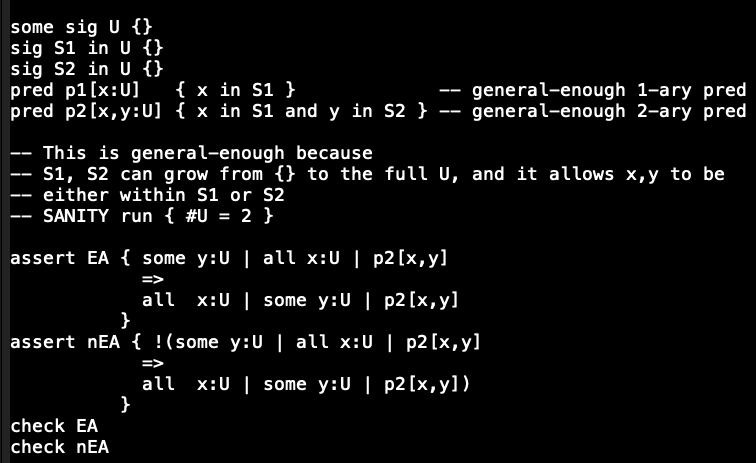 some sig U {}
sig S1 in U {}
sig S2 in U {}
pred p1[x:U]   { x in S1 }             -- general-enough 1-ary pred
pred p2[x,y:U] { x in S1 and y in S2 } -- general-enough 2-ary pred

-- This is general-enough because
-- S1, S2 can grow from {} to the full U, and it allows x,y to be
-- either within S1 or S2
-- SANITY run { #U = 2 }

assert EA { some y:U | all x:U | p2[x,y]
            =>
            all  x:U | some y:U | p2[x,y]
          }
assert nEA { !(some y:U | all x:U | p2[x,y]
            =>
            all  x:U | some y:U | p2[x,y])
          }
check EA
check nEA